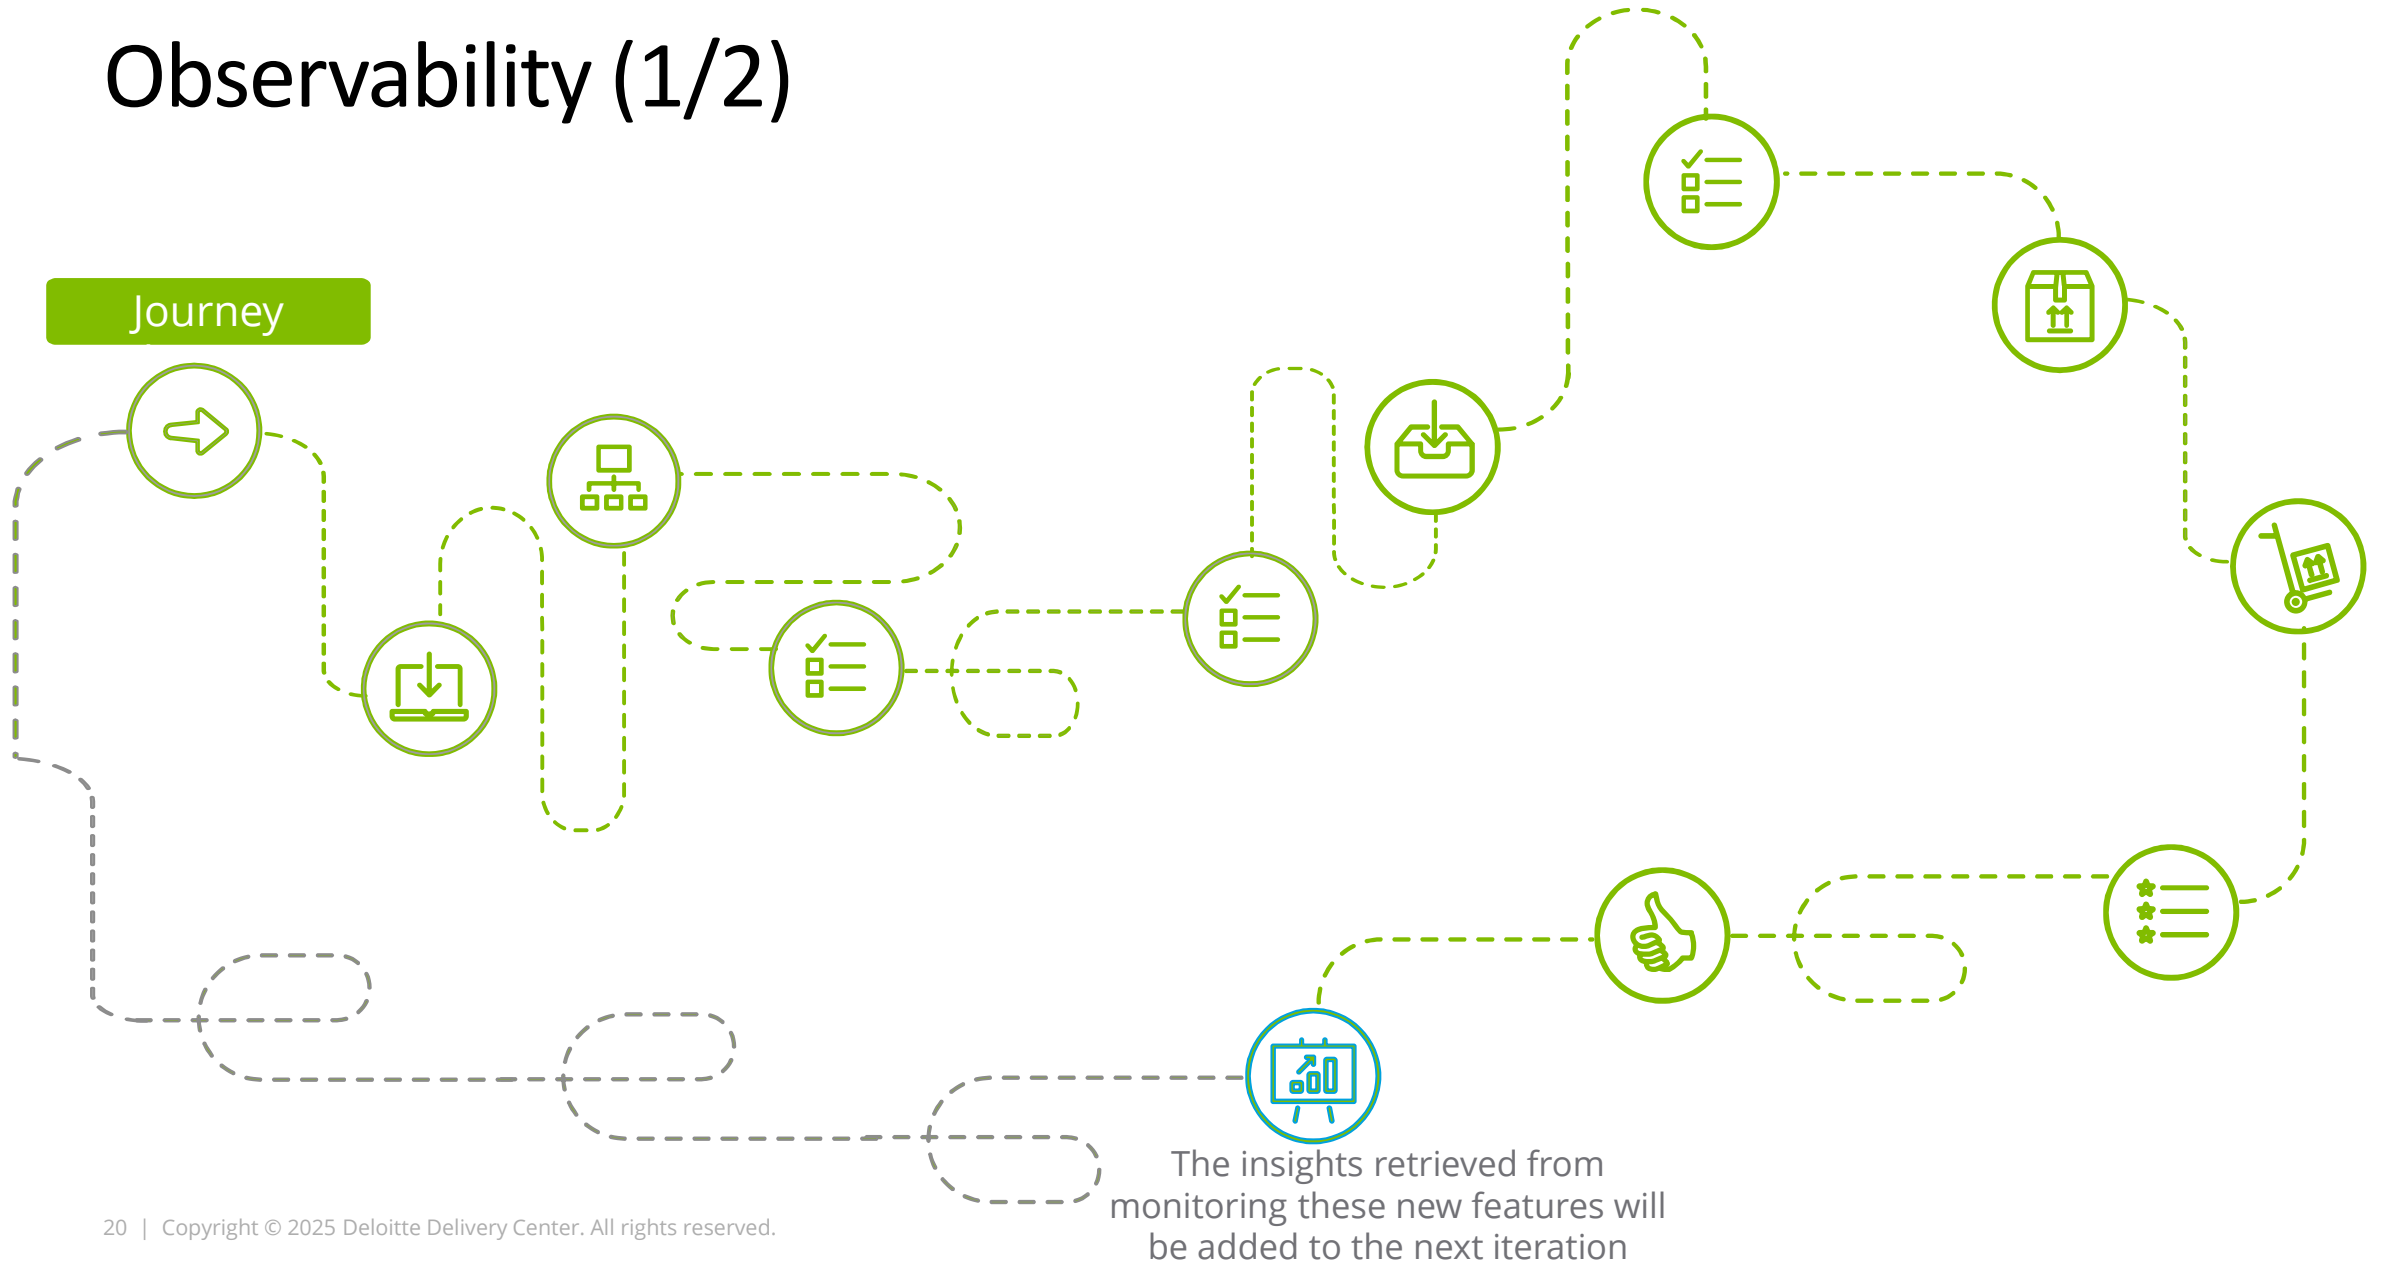 Observability (1/2)
Journey
The insights retrieved from
monitoring these new features will
be added to the next iteration
20 | Copyright © 2025 Deloitte Delivery Center. All rights reserved.